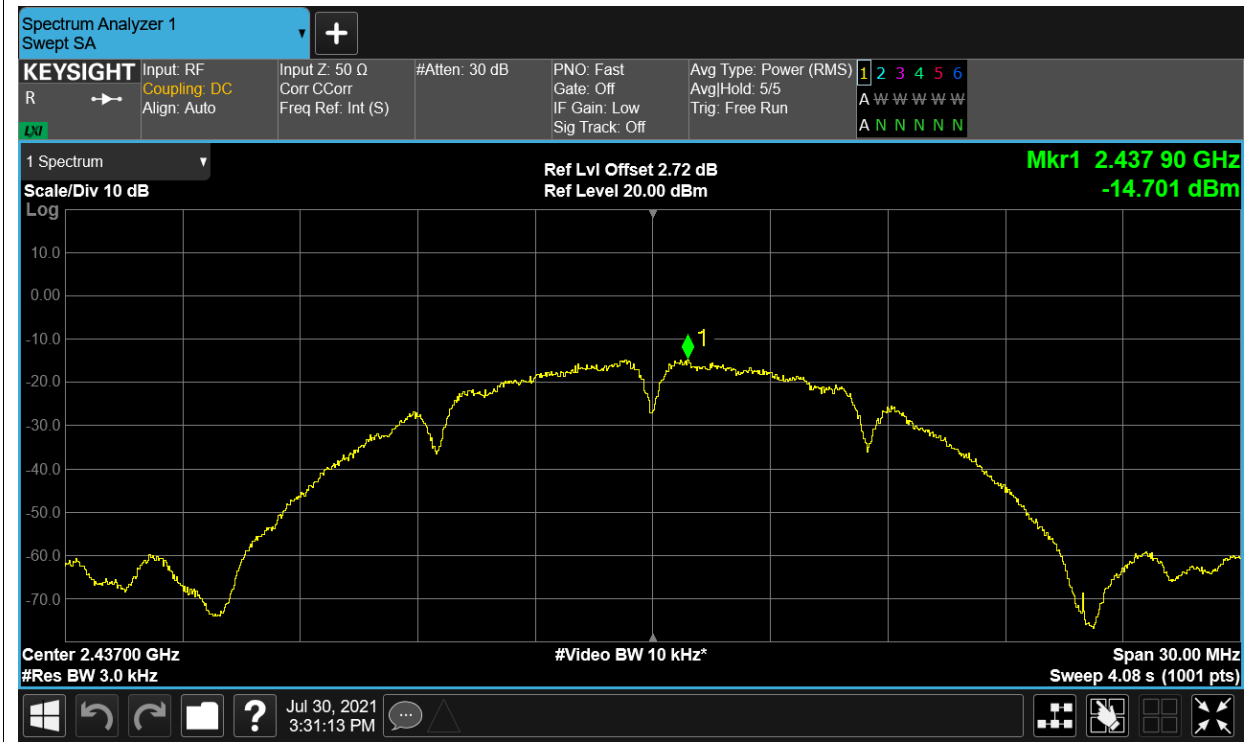 Spectrum Analyzer 1
Swept SA
KEYSIGHT
R
LXI
Input: RF
Coupling: DC
Align: Auto
Input Z: 50 Ω
Corr CCorr
Freq Ref: Int (S)
#Atten: 30 dB
PNO: Fast
Gate: Off
IF Gain: Low
Sig Track: Off
Avg Type: Power (RMS)
Avg|Hold: 5/5
Trig: Free Run
1 2 3 4 5 6
A W W W W W
A N N N N N
1 Spectrum
Scale/Div 10 dB
Log
Ref Lvl Offset 2.72 dB
Ref Level 20.00 dBm
Mkr1 2.437 90 GHz
-14.701 dBm
10.0
0.00
-10.0
1
-20.0
-30.0
-40.0
-50.0
-60.0
-70.0
Center 2.43700 GHz
#Video BW 10 kHz*
Span 30.00 MHz
#Res BW 3.0 kHz
Sweep 4.08 s (1001 pts)
?
Jul 30, 2021
3:31:13 PM